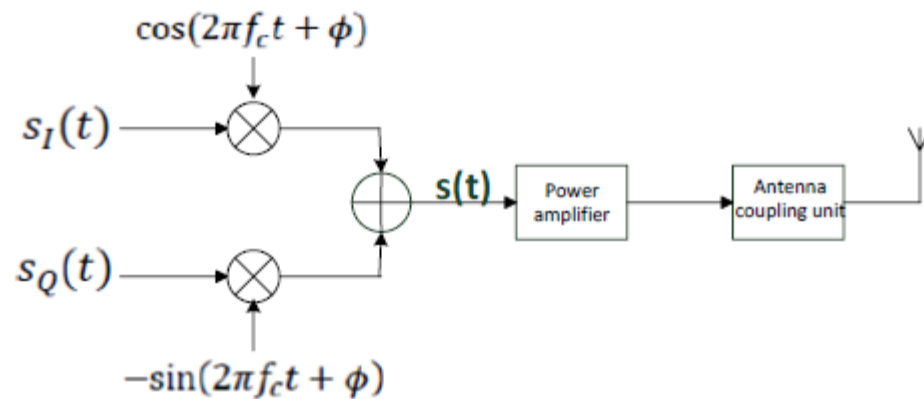 cos(2πf_c t + ϕ)
s_I(t)
s(t)
Power
amplifier
Antenna
coupling unit
s_Q(t)
−sin(2πf_c t + ϕ)